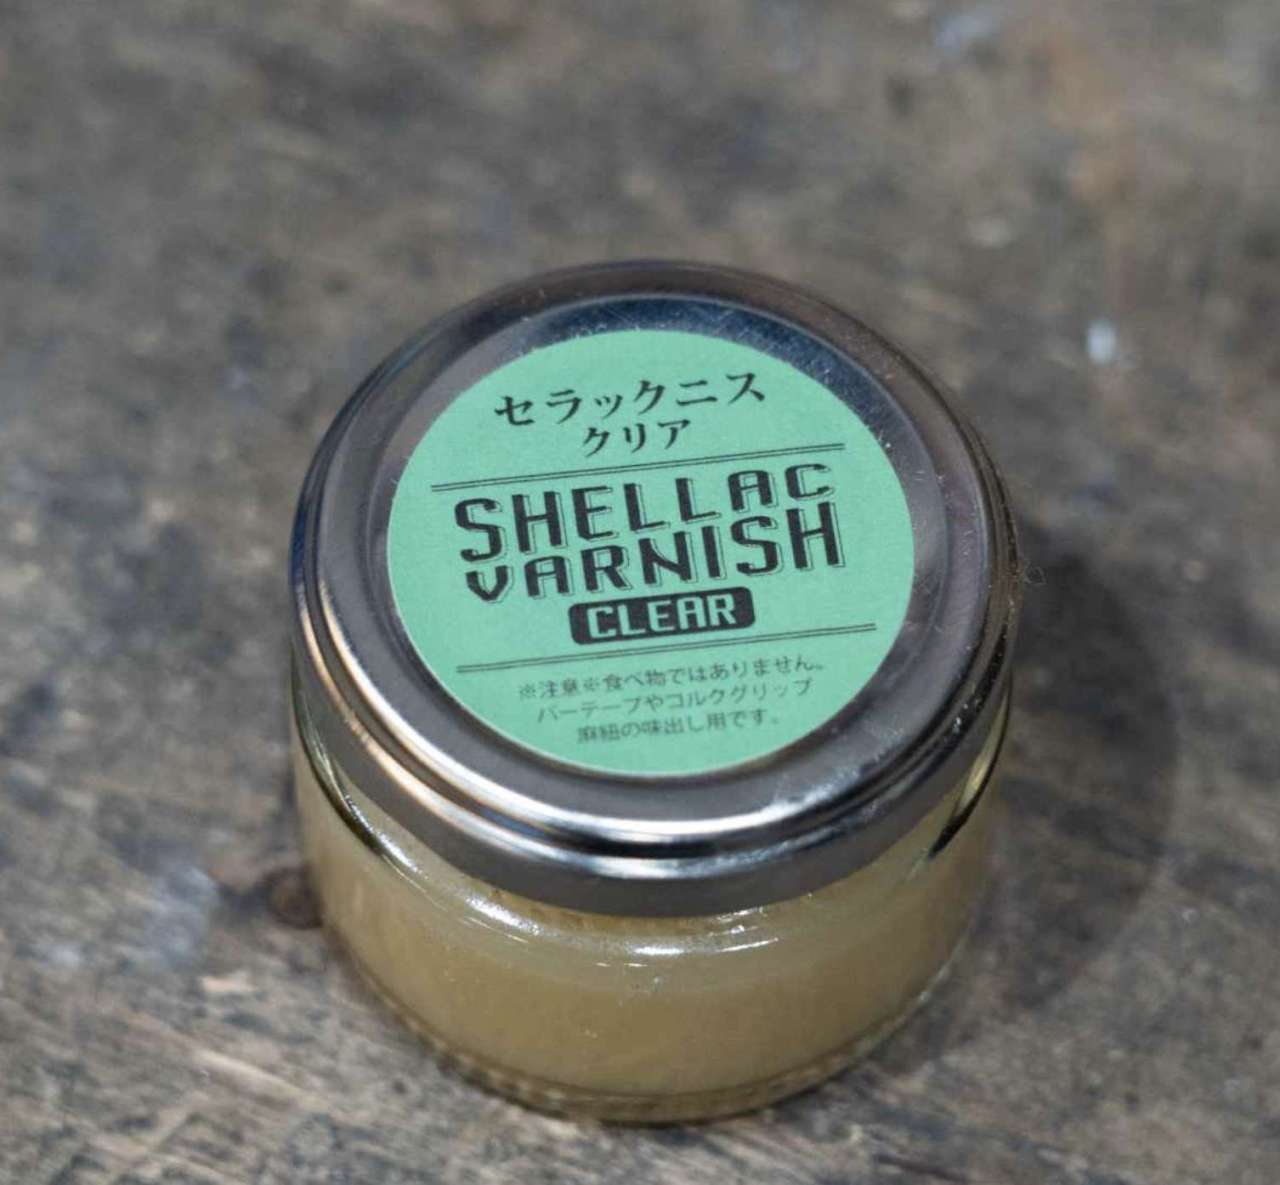 セラックニス
クリア
SHELLAC
VARNISH
CLEAR
※注意※食べ物ではありません。
バーテープやコルクグリップ
麻紐の味出し用です。